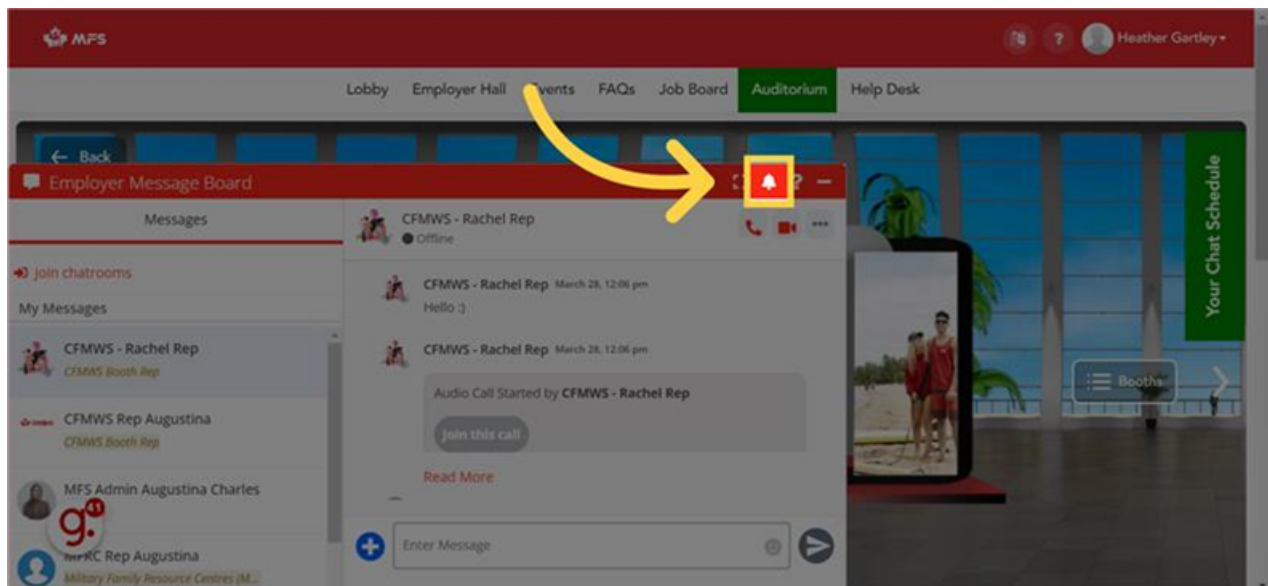 MFS
?
Heather Gartley
Lobby Employer Hall Events FAQs Job Board Auditorium Help Desk
← Back
Employer Message Board
?
Messages
Join chatrooms
My Messages
CFMWS - Rachel Rep
CFMWS Booth Rep
CFMWS Rep Augustina
CFMWS Booth Rep
MFS Admin Augustina Charles
g.
41
MFRC Rep Augustina
Military Family Resource Centres (M...
CFMWS - Rachel Rep
Offline
CFMWS - Rachel Rep March 28, 12:06 pm
Hello :)
CFMWS - Rachel Rep March 28, 12:06 pm
Audio Call Started by CFMWS - Rachel Rep
Join this call
Read More
Enter Message
Your Chat Schedule
Booths